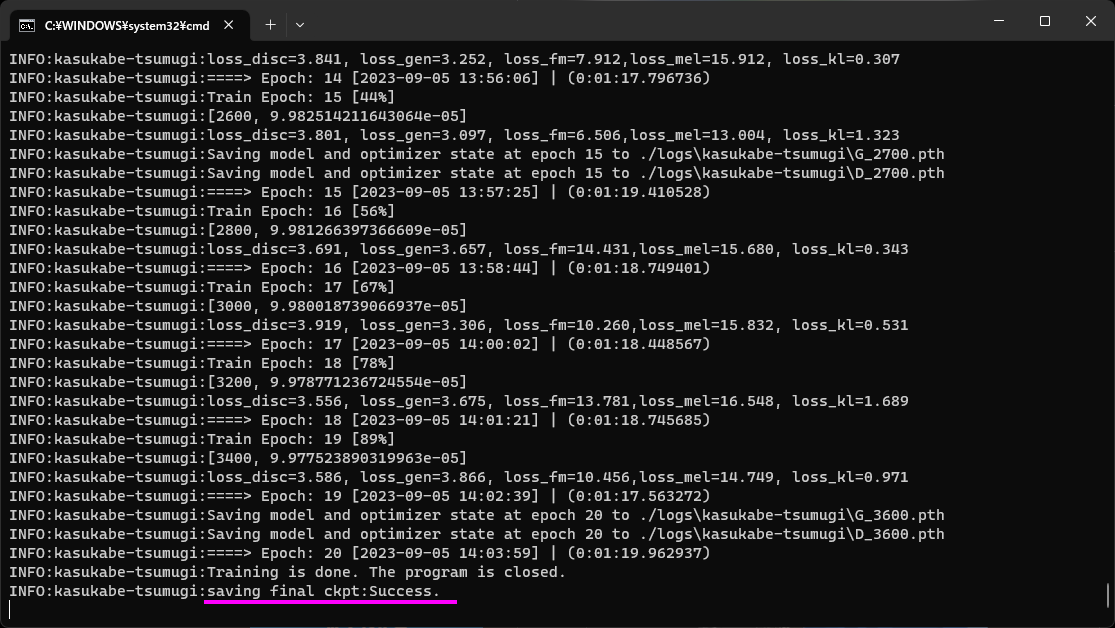 C:¥WINDOWS¥system32¥cmd
INFO:kasukabe-tsumugi:loss_disc=3.841, loss_gen=3.252, loss_fm=7.912,loss_mel=15.912, loss_kl=0.307
INFO:kasukabe-tsumugi:====> Epoch: 14 [2023-09-05 13:56:06] | (0:01:17.796736)
INFO:kasukabe-tsumugi:Train Epoch: 15 [44%]
INFO:kasukabe-tsumugi:[2600, 9.982514211643064e-05]
INFO:kasukabe-tsumugi:loss_disc=3.801, loss_gen=3.097, loss_fm=6.506,loss_mel=13.004, loss_kl=1.323
INFO:kasukabe-tsumugi:Saving model and optimizer state at epoch 15 to ./logs\kasukabe-tsumugi\G_2700.pth
INFO:kasukabe-tsumugi:Saving model and optimizer state at epoch 15 to ./logs\kasukabe-tsumugi\D_2700.pth
INFO:kasukabe-tsumugi:====> Epoch: 15 [2023-09-05 13:57:25] | (0:01:19.410528)
INFO:kasukabe-tsumugi:Train Epoch: 16 [56%]
INFO:kasukabe-tsumugi:[2800, 9.981266397366609e-05]
INFO:kasukabe-tsumugi:loss_disc=3.691, loss_gen=3.657, loss_fm=14.431,loss_mel=15.680, loss_kl=0.343
INFO:kasukabe-tsumugi:====> Epoch: 16 [2023-09-05 13:58:44] | (0:01:18.749401)
INFO:kasukabe-tsumugi:Train Epoch: 17 [67%]
INFO:kasukabe-tsumugi:[3000, 9.980018739066937e-05]
INFO:kasukabe-tsumugi:loss_disc=3.919, loss_gen=3.306, loss_fm=10.260,loss_mel=15.832, loss_kl=0.531
INFO:kasukabe-tsumugi:====> Epoch: 17 [2023-09-05 14:00:02] | (0:01:18.448567)
INFO:kasukabe-tsumugi:Train Epoch: 18 [78%]
INFO:kasukabe-tsumugi:[3200, 9.978771236724554e-05]
INFO:kasukabe-tsumugi:loss_disc=3.556, loss_gen=3.675, loss_fm=13.781,loss_mel=16.548, loss_kl=1.689
INFO:kasukabe-tsumugi:====> Epoch: 18 [2023-09-05 14:01:21] | (0:01:18.745685)
INFO:kasukabe-tsumugi:Train Epoch: 19 [89%]
INFO:kasukabe-tsumugi:[3400, 9.977523890319963e-05]
INFO:kasukabe-tsumugi:loss_disc=3.586, loss_gen=3.866, loss_fm=10.456,loss_mel=14.749, loss_kl=0.971
INFO:kasukabe-tsumugi:====> Epoch: 19 [2023-09-05 14:02:39] | (0:01:17.563272)
INFO:kasukabe-tsumugi:Saving model and optimizer state at epoch 20 to ./logs\kasukabe-tsumugi\G_3600.pth
INFO:kasukabe-tsumugi:Saving model and optimizer state at epoch 20 to ./logs\kasukabe-tsumugi\D_3600.pth
INFO:kasukabe-tsumugi:====> Epoch: 20 [2023-09-05 14:03:59] | (0:01:19.962937)
INFO:kasukabe-tsumugi:Training is done. The program is closed.
INFO:kasukabe-tsumugi:saving final ckpt:Success.